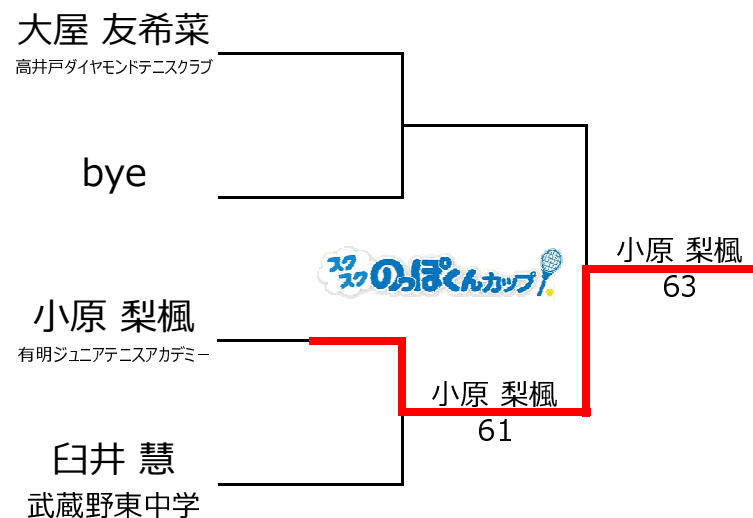 大屋 友希菜
高井戸ダイヤモンドテニスクラブ
bye
スクスクのっぽくんカップ
小原 梨楓
63
小原 梨楓
有明ジュニアテニスアカデミー
小原 梨楓
61
臼井 慧
武蔵野東中学